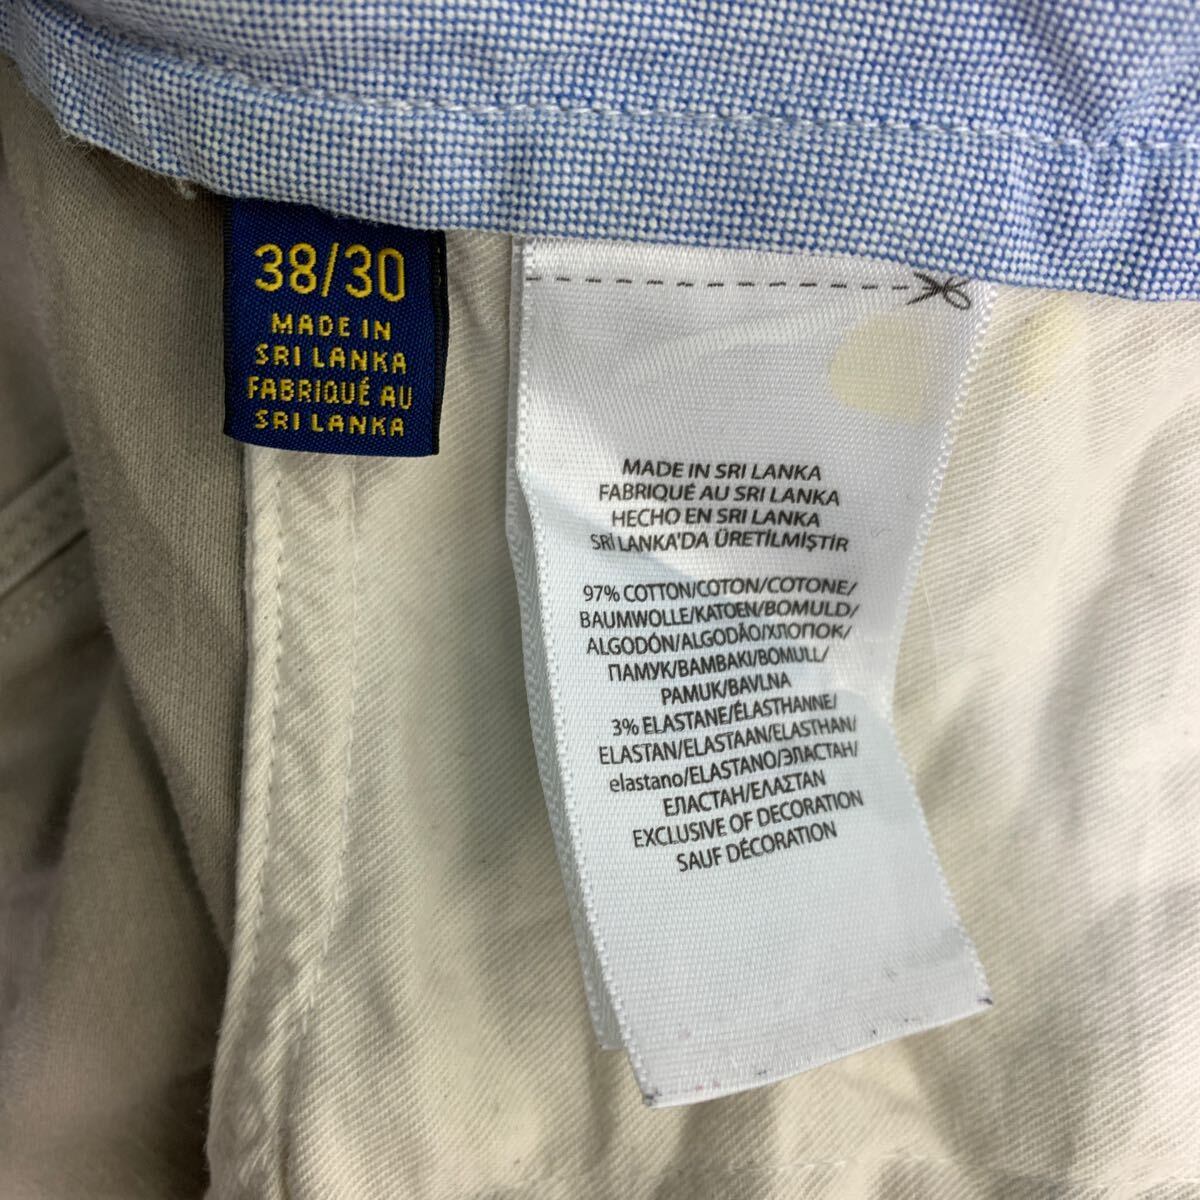 38/30
MADE IN
SRI LANKA
FABRIQUÉ AU
SRI LANKA
MADE IN SRI LANKA
FABRIQUÉ AU SRI LANKA
HECHO EN SRI LANKA
SRİ LANKA'DA ÜRETİLMİŞTİR
97% COTTON/COTON/COTONE/
BAUMWOLLE/KATOEN/BOMULD/
ALGODÓN/ALGODÃO/ХЛОПОК/
ПАМУК/ΒΑΜΒΑΚΙ/BOMULL/
PAMUK/BAVLNA
3% ELASTANE/ÉLASTHANNE/
ELASTAN/ELASTAAN/ELASTHAN/
elastano/ELASTANO/ЭЛАСТАН/
ЕЛАСТАН/ΕΛΑΣΤΑΝ
EXCLUSIVE OF DECORATION
SAUF DÉCORATION